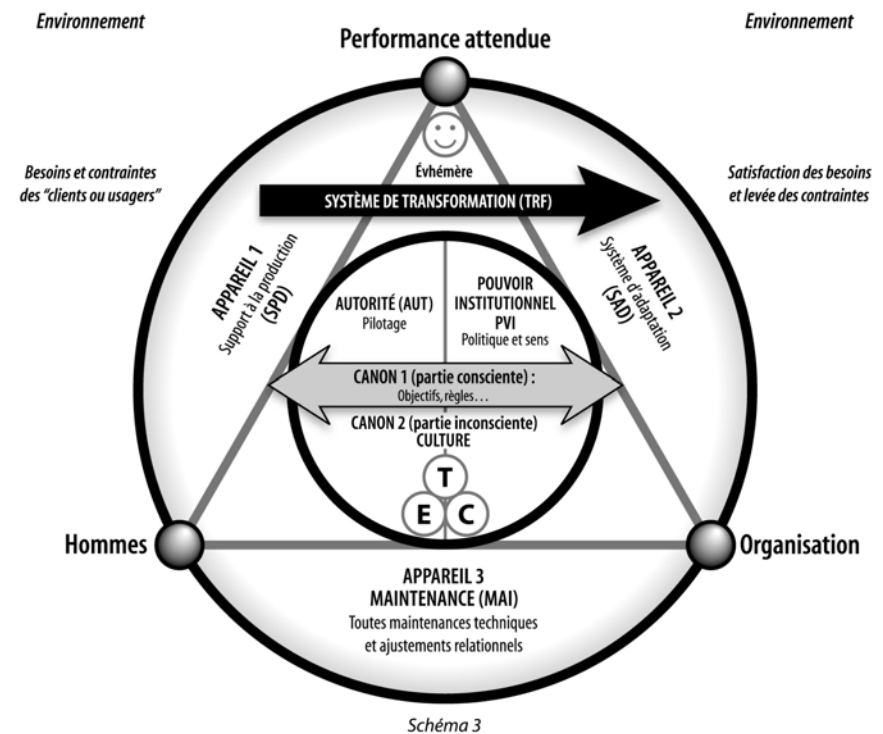 Environnement
Environnement
Performance attendue
Besoins et contraintes
des "clients ou usagers"
Satisfaction des besoins
et levée des contraintes
Évhémère
SYSTÈME DE TRANSFORMATION (TRF)
APPAREIL 1
Support à la production
(SPD)
APPAREIL 2
Système d'adaptation
(SAD)
AUTORITÉ (AUT)
Pilotage
POUVOIR
INSTITUTIONNEL
PVI
Politique et sens
CANON 1 (partie consciente) :
Objectifs, règles...
CANON 2 (partie inconsciente)
CULTURE
T
E C
Hommes
Organisation
APPAREIL 3
MAINTENANCE (MAI)
Toutes maintenances techniques
et ajustements relationnels
Schéma 3